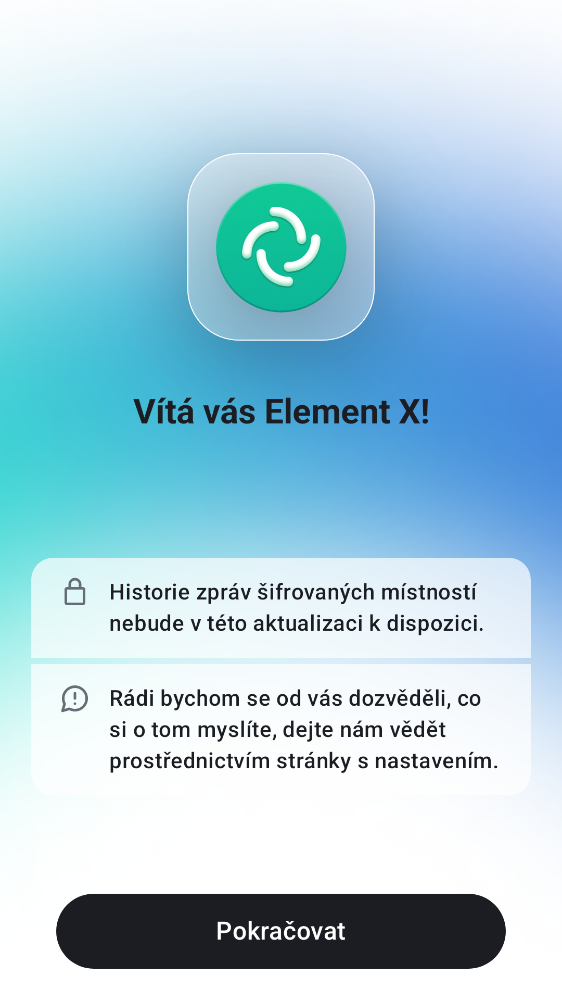 Vítá vás Element X!
Historie zpráv šifrovaných místností
nebude v této aktualizaci k dispozici.
Rádi bychom se od vás dozvěděli, co
si o tom myslíte, dejte nám vědět
prostřednictvím stránky s nastavením.
Pokračovat